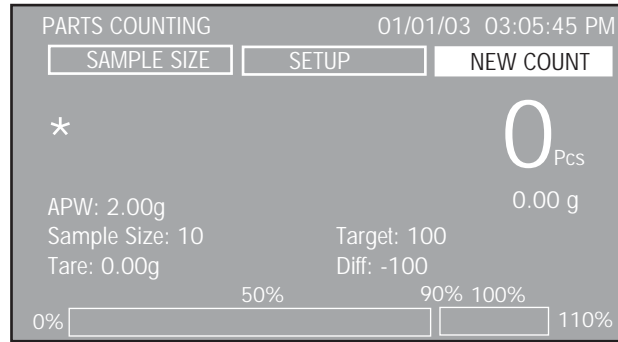 PARTS COUNTING 01/01/03 03:05:45 PM
SAMPLE SIZE SETUP NEW COUNT
* 0 Pcs
0.00 g
APW: 2.00g
Sample Size: 10 Target: 100
Tare: 0.00g Diff: -100
50% 90% 100%
0% 110%